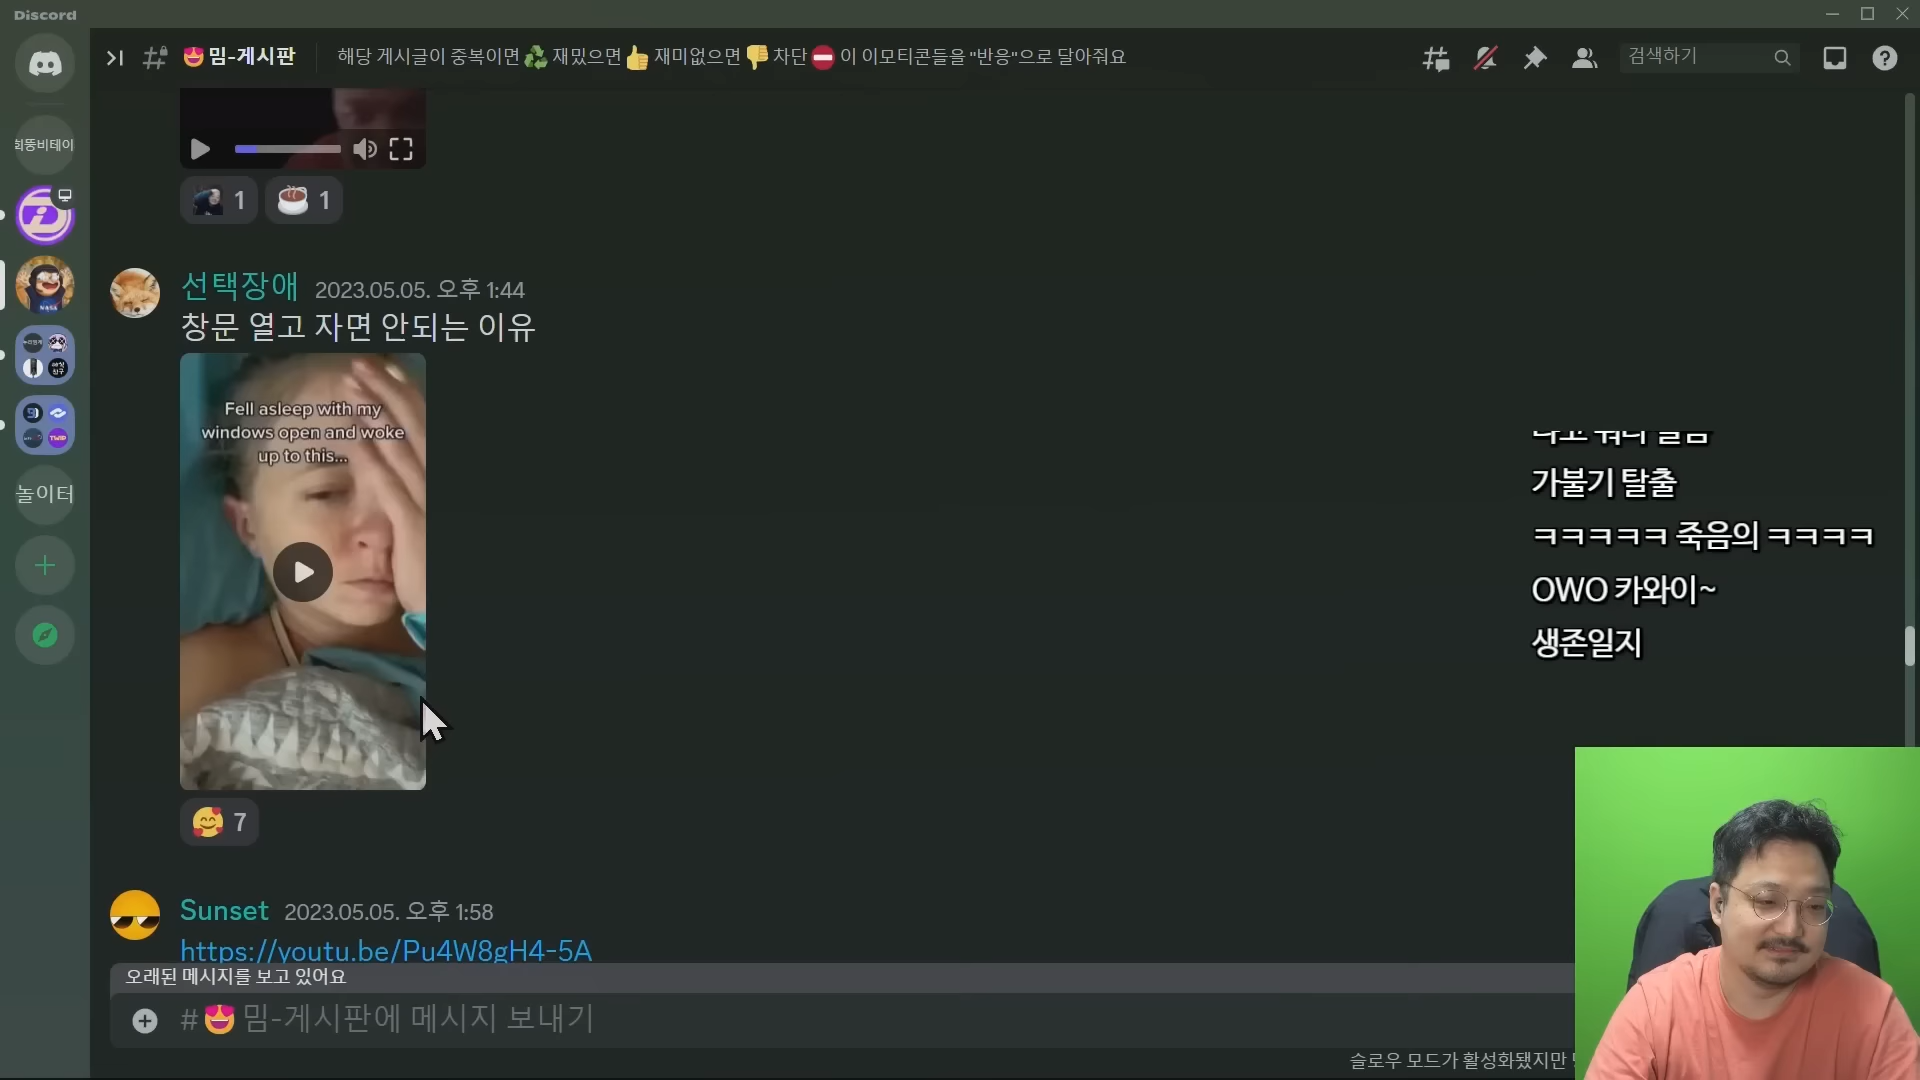 Discord
밈-게시판
해당 게시글이 중복이면 ♻️ 재밌으면 👍 재미없으면 👎 차단 ⛔ 이 이모티콘들을 "반응"으로 달아줘요
검색하기
1 1
선택장애 2023.05.05. 오후 1:44
창문 열고 자면 안되는 이유
Fell asleep with my
windows open and woke
up to this...
7
Sunset 2023.05.05. 오후 1:58
https://youtu.be/Pu4W8gH4-5A
오래된 메시지를 보고 있어요
#😍 밈-게시판에 메시지 보내기
슬로우 모드가 활성화됐지만
놀이터
가불기 탈출
ㅋㅋㅋㅋㅋ 죽음의 ㅋㅋㅋㅋ
OWO 카와이~
생존일지